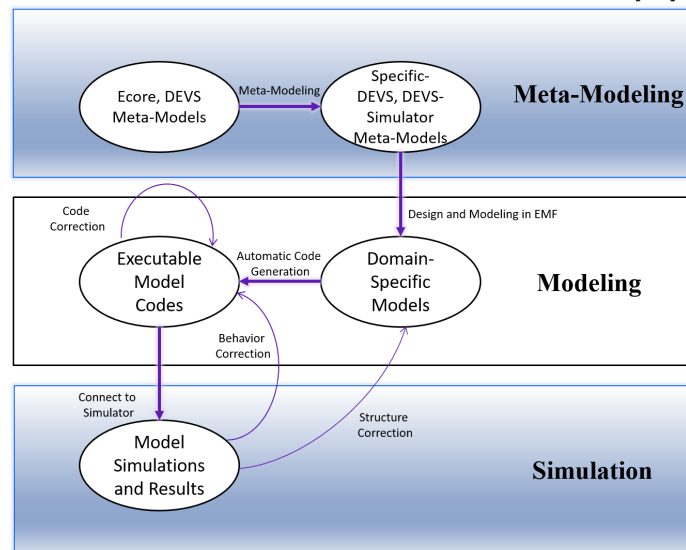 Meta-Modeling
Ecore, DEVS
Meta-Models
Meta-Modeling
Specific-
DEVS, DEVS-
Simulator
Meta-Models
Design and Modeling in EMF
Code
Correction
Executable
Model
Codes
Automatic Code
Generation
Domain-
Specific
Models
Modeling
Behavior
Correction
Connect to
Simulator
Structure
Correction
Model
Simulations
and Results
Simulation